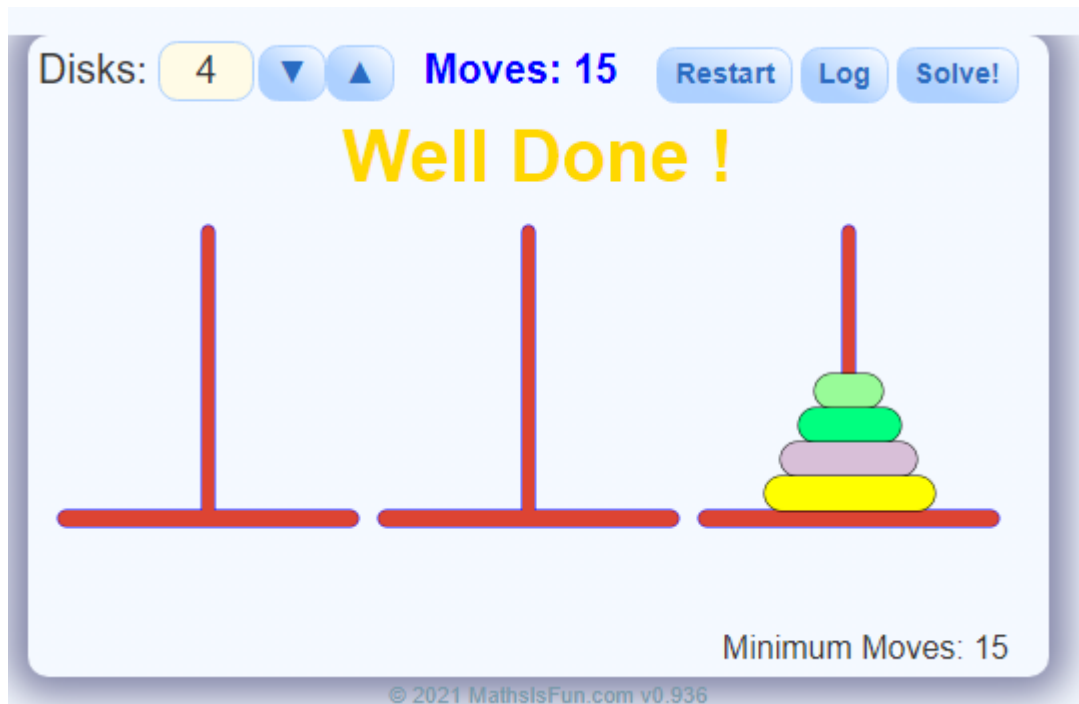 Disks: 4 ▼ ▲ Moves: 15 Restart Log Solve!
Well Done !
Minimum Moves: 15
© 2021 MathsIsFun.com v0.936